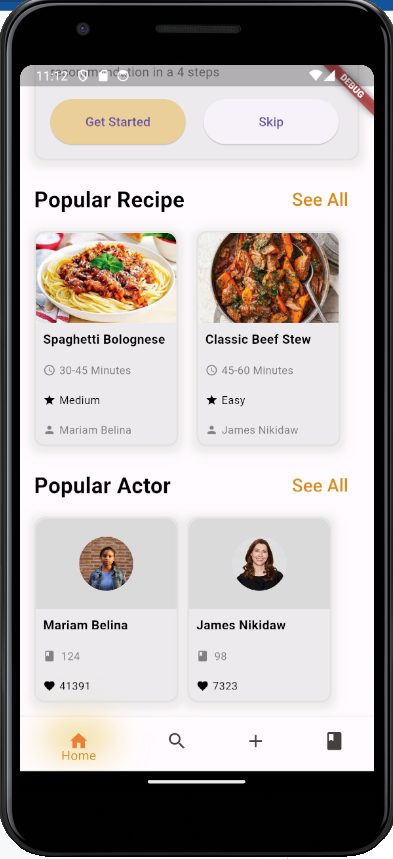 11:12
recommendation in a 4 steps
DEBUG
Get Started
Skip
Popular Recipe
See All
Spaghetti Bolognese
Classic Beef Stew
30-45 Minutes
45-60 Minutes
Medium
Easy
Mariam Belina
James Nikidaw
Popular Actor
See All
Mariam Belina
James Nikidaw
124
98
41391
7323
Home